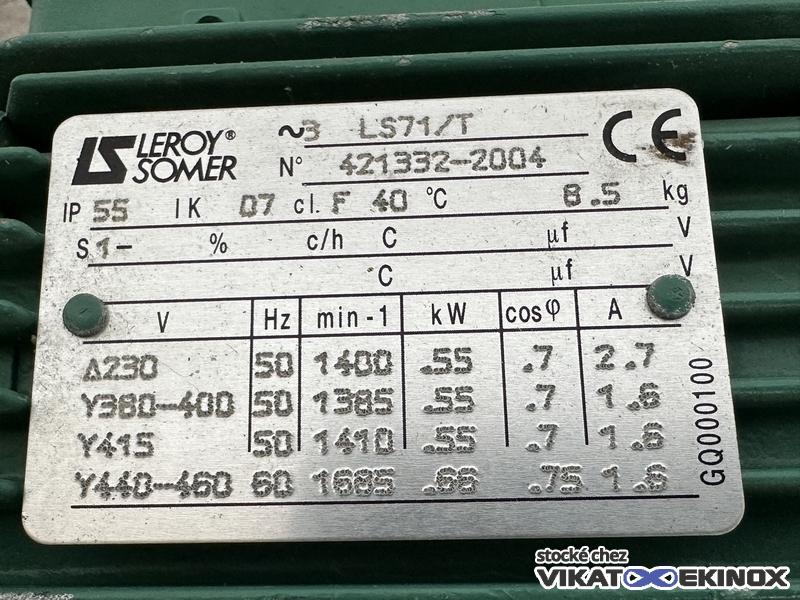 LEROY® SOMER
~3 LS71/T
N° 421332-2004
CE
IP 55 IK 07 cl. F 40 °C 8.5 kg
S 1- % c/h C µf V
C µf V
V Hz min-1 kW cosφ A
Δ230 50 1400 .55 .7 2.7
Y380-400 50 1385 .55 .7 1.6
Y415 50 1410 .55 .7 1.6
Y440-460 60 1685 .66 .75 1.6
GQ000100
stocké chez
VIKATOO EKINOX